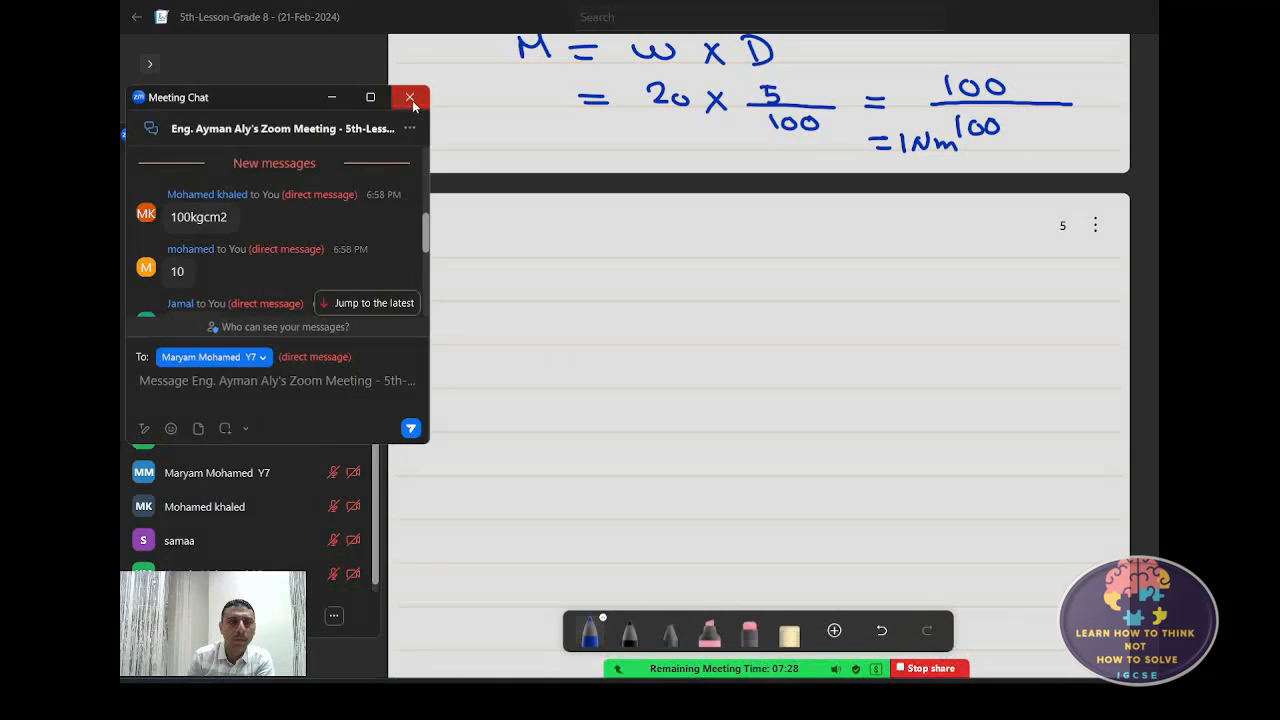 5th-Lesson-Grade 8 - (21-Feb-2024)
Search
M = w x D
= 20 x 5/100 = 100/100
= 1Nm
Meeting Chat
Eng. Ayman Aly's Zoom Meeting - 5th-Less...
New messages
Mohamed khaled to You (direct message) 6:58 PM
MK
100kgcm2
mohamed to You (direct message) 6:58 PM
M
10
Jamal to You (direct message)
Jump to the latest
Who can see your messages?
To: Maryam Mohamed Y7 (direct message)
Message Eng. Ayman Aly's Zoom Meeting - 5th-...
MM Maryam Mohamed Y7
MK Mohamed khaled
S samaa
5
Remaining Meeting Time: 07:28
Stop share
LEARN HOW TO THINK
NOT
HOW TO SOLVE
IGCSE